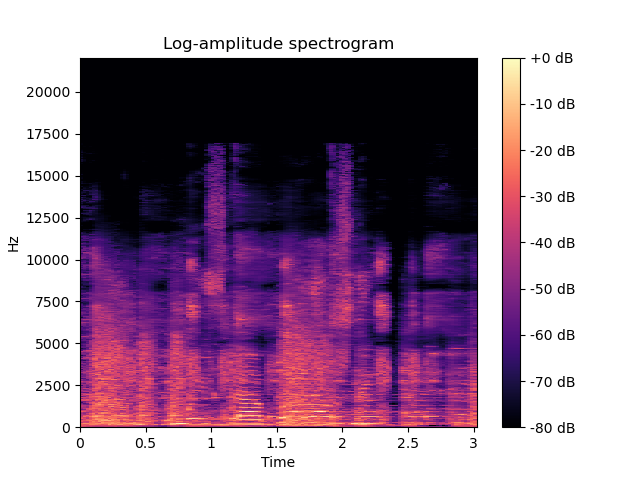 Log-amplitude spectrogram
Hz
20000
17500
15000
12500
10000
7500
5000
2500
0
0 0.5 1 1.5 2 2.5 3
Time
+0 dB
-10 dB
-20 dB
-30 dB
-40 dB
-50 dB
-60 dB
-70 dB
-80 dB